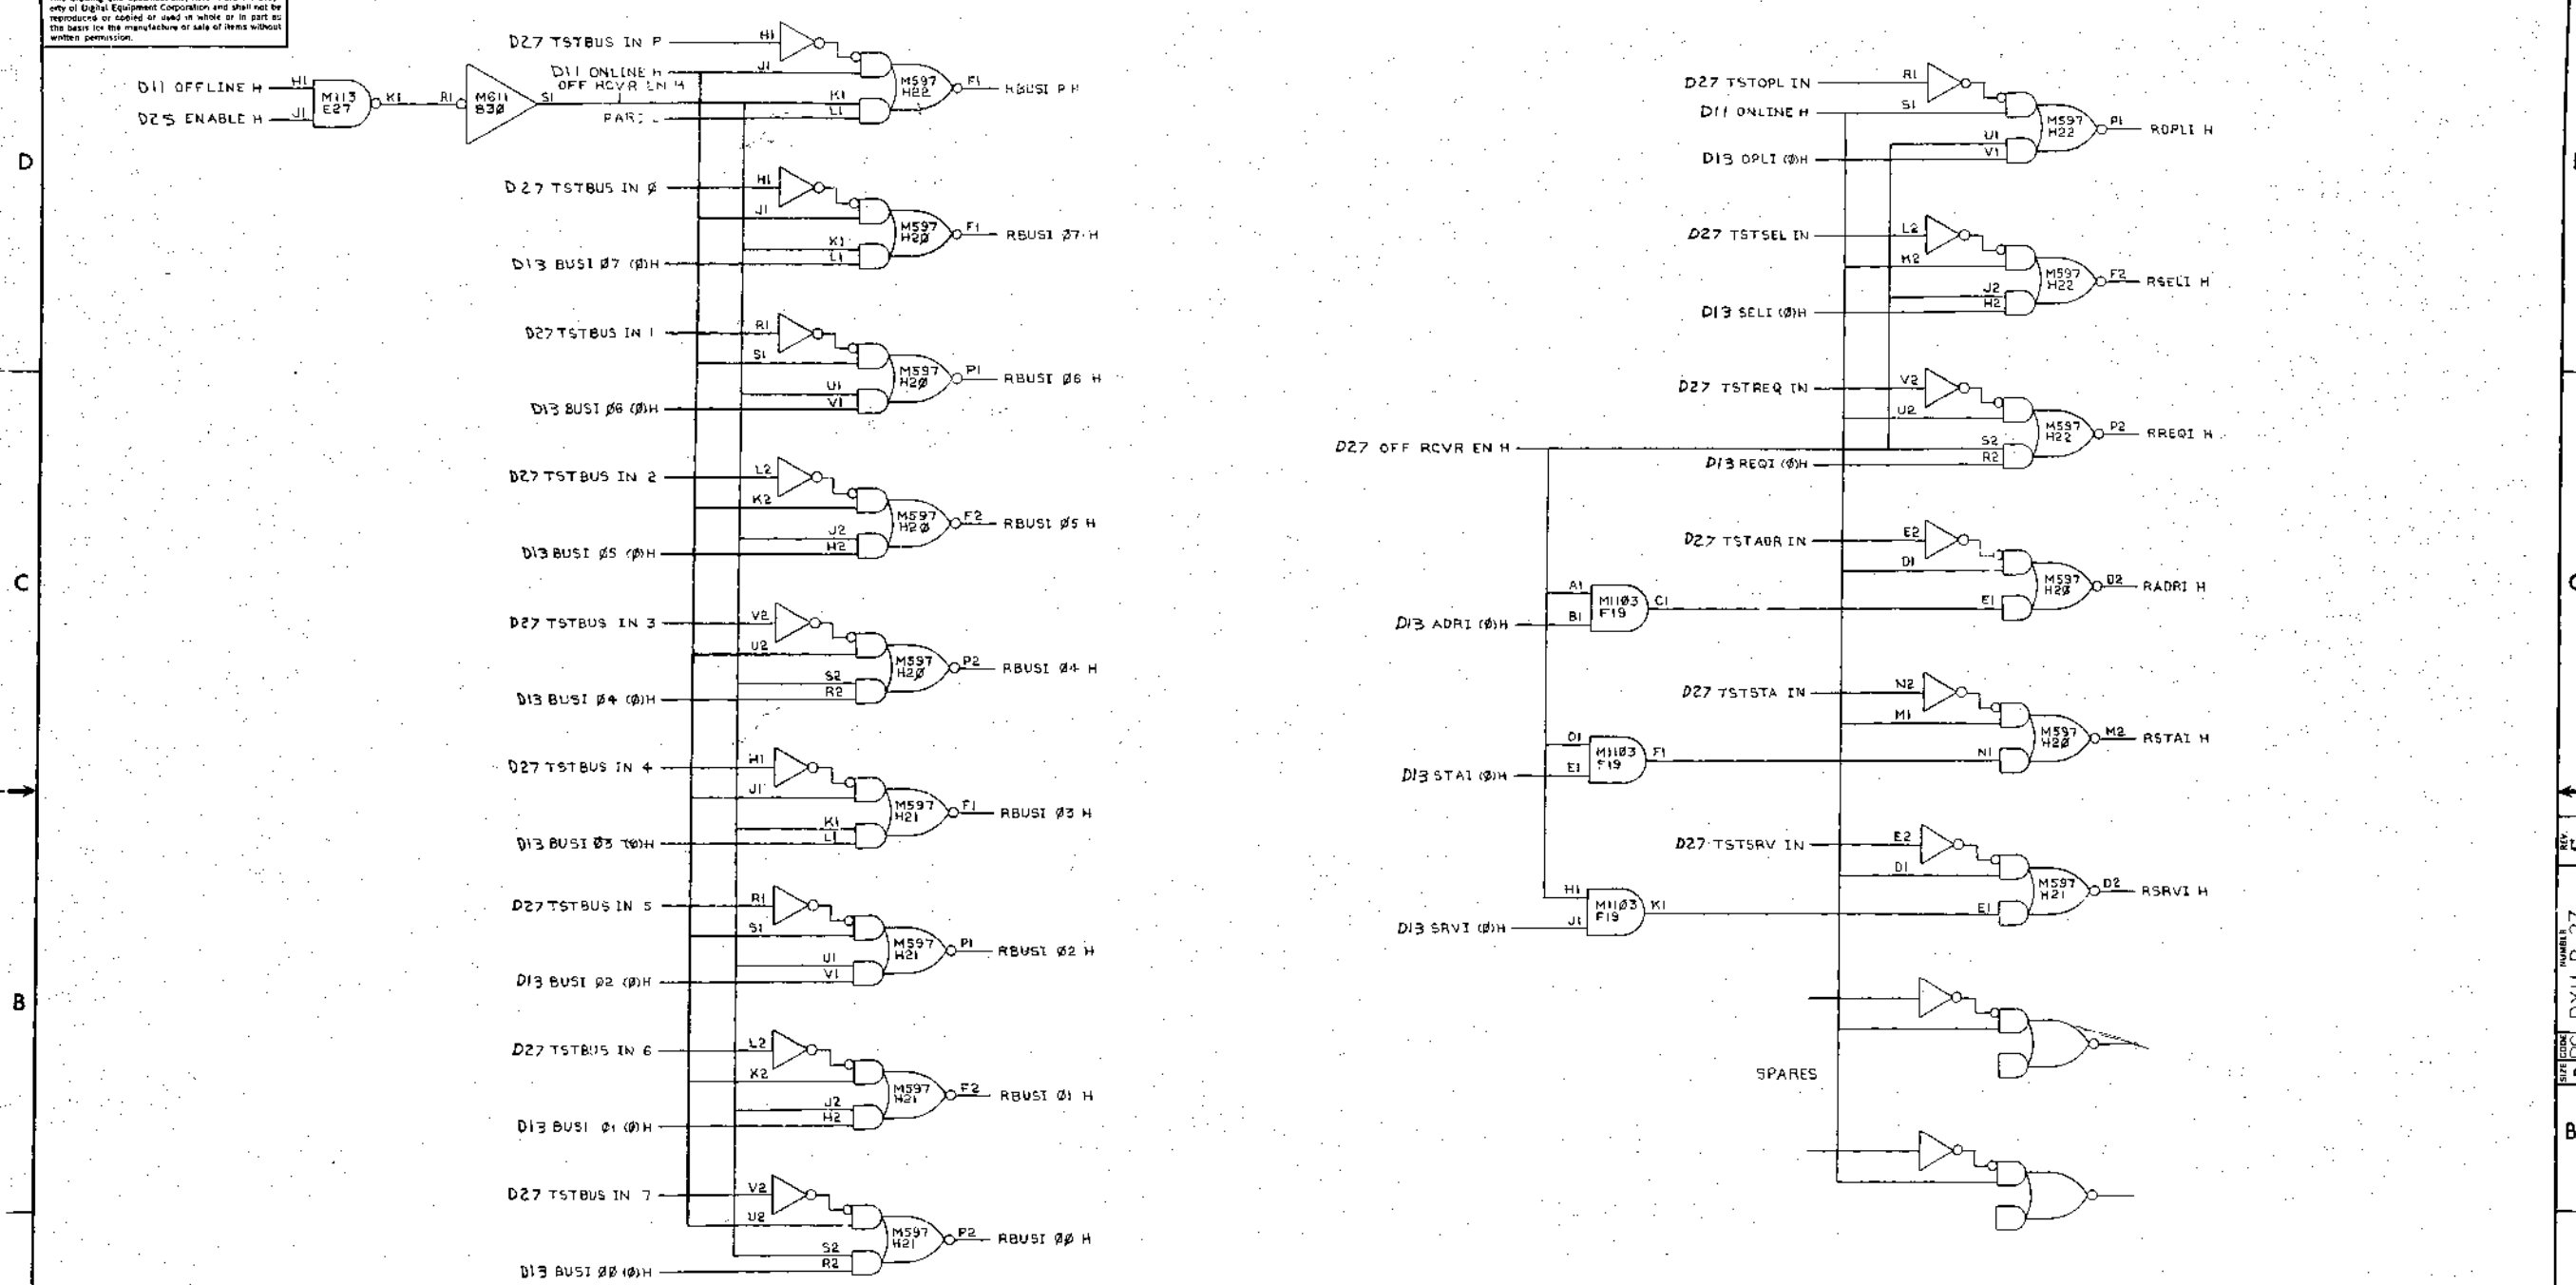 erty of Digital Equipment Corporation and shall not be
reproduced or copied or used in whole or in part as
the basis for the manufacture or sale of items without
written permission.
D11 OFFLINE H
H1
M113
E27
K1
R1
M611
B30
S1
D25 ENABLE H
J1
D27 TSTBUS IN P
H1
D11 ONLINE H
J1
OFF RCVR EN H
K1
L1
M597
H22
F1
RBUSI P H
D27 TSTBUS IN Ø
H1
J1
K1
L1
M597
H2Ø
F1
RBUSI Ø7 H
D13 BUSI Ø7 (Ø)H
D27 TSTBUS IN 1
R1
S1
U1
V1
M597
H2Ø
P1
RBUSI Ø6 H
D13 BUSI Ø6 (Ø)H
D27 TSTBUS IN 2
L2
K2
J2
H2
M597
H2Ø
F2
RBUSI Ø5 H
D13 BUSI Ø5 (Ø)H
D27 TSTBUS IN 3
V2
U2
S2
R2
M597
H2Ø
P2
RBUSI Ø4 H
D13 BUSI Ø4 (Ø)H
D27 TSTBUS IN 4
H1
J1
K1
L1
M597
H21
F1
RBUSI Ø3 H
D13 BUSI Ø3 (Ø)H
D27 TSTBUS IN 5
R1
S1
U1
V1
M597
H21
P1
RBUSI Ø2 H
D13 BUSI Ø2 (Ø)H
D27 TSTBUS IN 6
L2
K2
J2
H2
M597
H21
F2
RBUSI Ø1 H
D13 BUSI Ø1 (Ø)H
D27 TSTBUS IN 7
V2
U2
S2
R2
M597
H21
P2
RBUSI ØØ H
D13 BUSI ØØ (Ø)H
D27 TSTOPL IN
R1
D11 ONLINE H
S1
U1
V1
M597
H22
P1
ROPLI H
D13 OPLI (Ø)H
D27 TSTSEL IN
L2
K2
J2
H2
M597
H22
F2
RSELI H
D13 SELI (Ø)H
D27 TSTREQ IN
V2
U2
S2
R2
M597
H22
P2
RREQI H
D27 OFF RCVR EN H
D13 REQI (Ø)H
D27 TSTADR IN
E2
D1
E1
M597
H2Ø
D2
RADRI H
A1
B1
M11Ø3
F19
C1
D13 ADRI (Ø)H
D27 TSTSTA IN
N2
M1
N1
M597
H2Ø
M2
RSTAI H
D1
E1
M11Ø3
F19
F1
D13 STAI (Ø)H
D27 TSTSRV IN
E2
D1
E1
M597
H21
D2
RSRVI H
H1
J1
M11Ø3
F19
K1
D13 SRVI (Ø)H
SPARES
D
C
B
B
REV.
NUMBER
SIZE
CODE